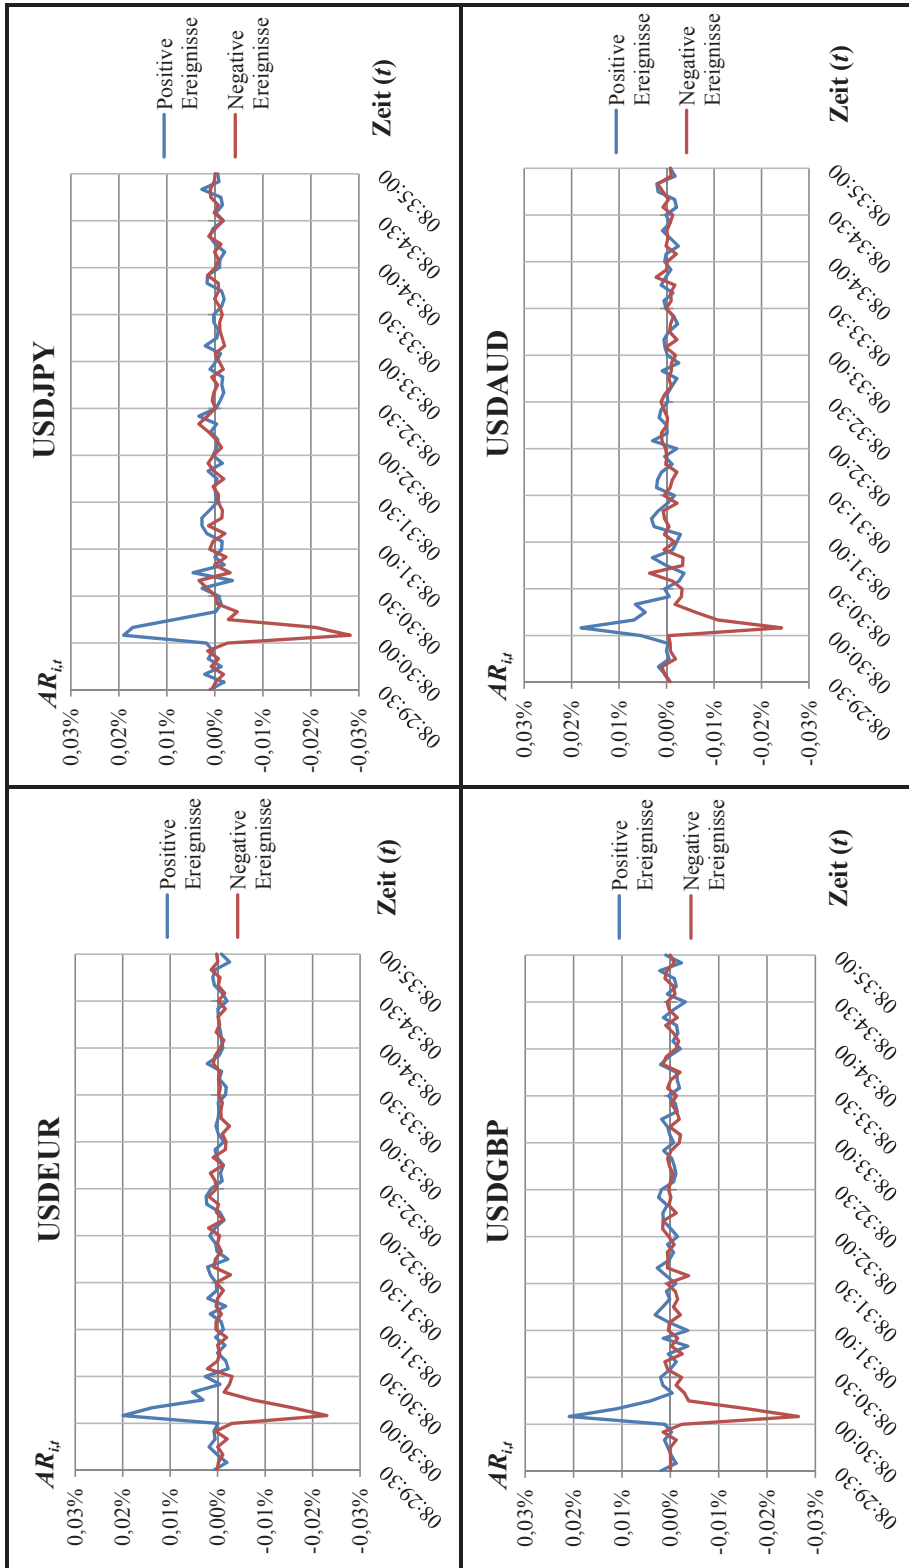 USDEUR
AR i,t
0,03%
0,02%
0,01%
0,00%
-0,01%
-0,02%
-0,03%
08:29:30
08:30:00
08:30:30
08:31:00
08:31:30
08:32:00
08:32:30
08:33:00
08:33:30
08:34:00
08:34:30
08:35:00
Positive
Ereignisse
Negative
Ereignisse
Zeit (t)
USDJPY
AR i,t
0,03%
0,02%
0,01%
0,00%
-0,01%
-0,02%
-0,03%
08:29:30
08:30:00
08:30:30
08:31:00
08:31:30
08:32:00
08:32:30
08:33:00
08:33:30
08:34:00
08:34:30
08:35:00
Positive
Ereignisse
Negative
Ereignisse
Zeit (t)
USDGBP
AR i,t
0,03%
0,02%
0,01%
0,00%
-0,01%
-0,02%
-0,03%
08:29:30
08:30:00
08:30:30
08:31:00
08:31:30
08:32:00
08:32:30
08:33:00
08:33:30
08:34:00
08:34:30
08:35:00
Positive
Ereignisse
Negative
Ereignisse
Zeit (t)
USDAUD
AR i,t
0,03%
0,02%
0,01%
0,00%
-0,01%
-0,02%
-0,03%
08:29:30
08:30:00
08:30:30
08:31:00
08:31:30
08:32:00
08:32:30
08:33:00
08:33:30
08:34:00
08:34:30
08:35:00
Positive
Ereignisse
Negative
Ereignisse
Zeit (t)